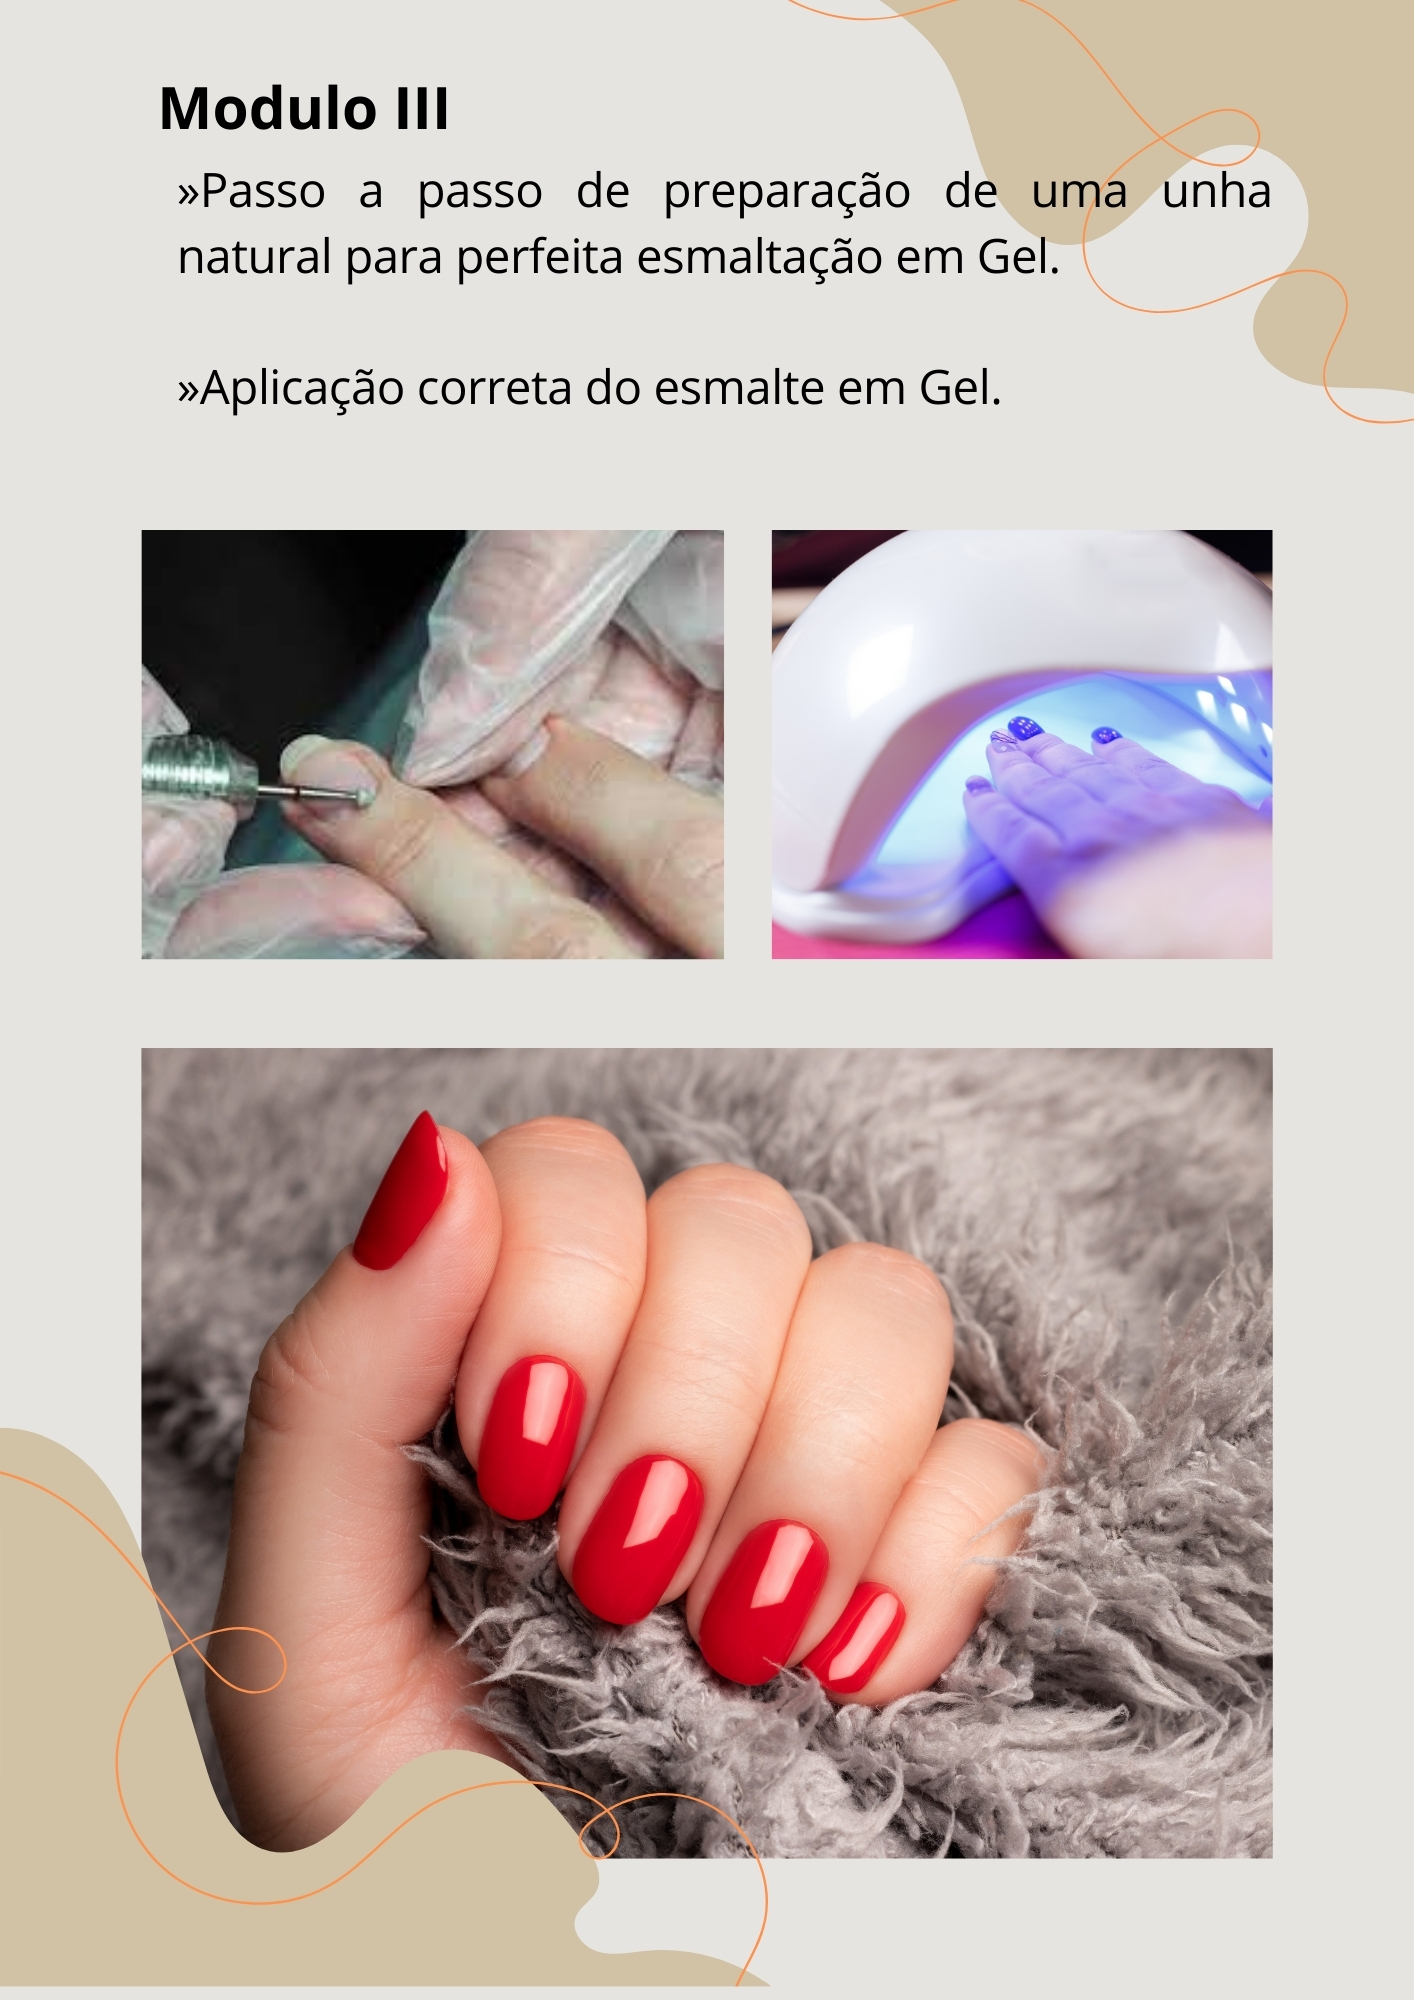 Modulo III
»Passo a passo de preparação de uma unha
natural para perfeita esmaltação em Gel.
»Aplicação correta do esmalte em Gel.